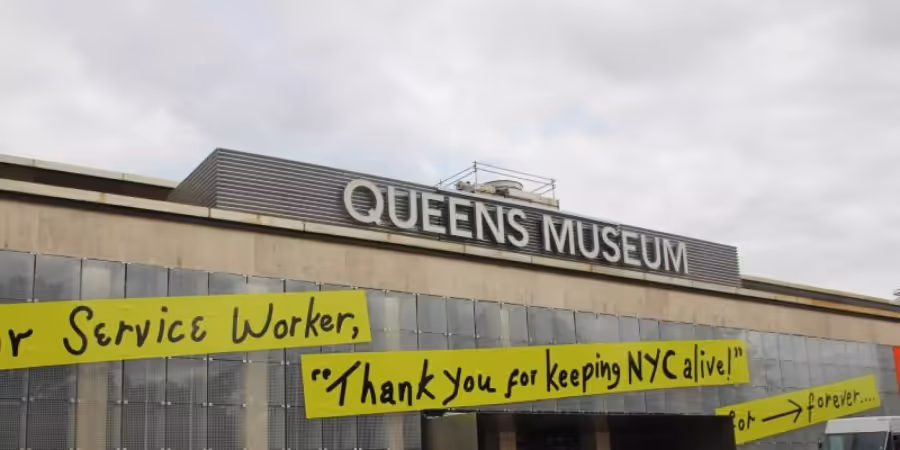 QUEENS MUSEUM
r Service Worker,
"Thank you for keeping NYC alive!"
for → forever....